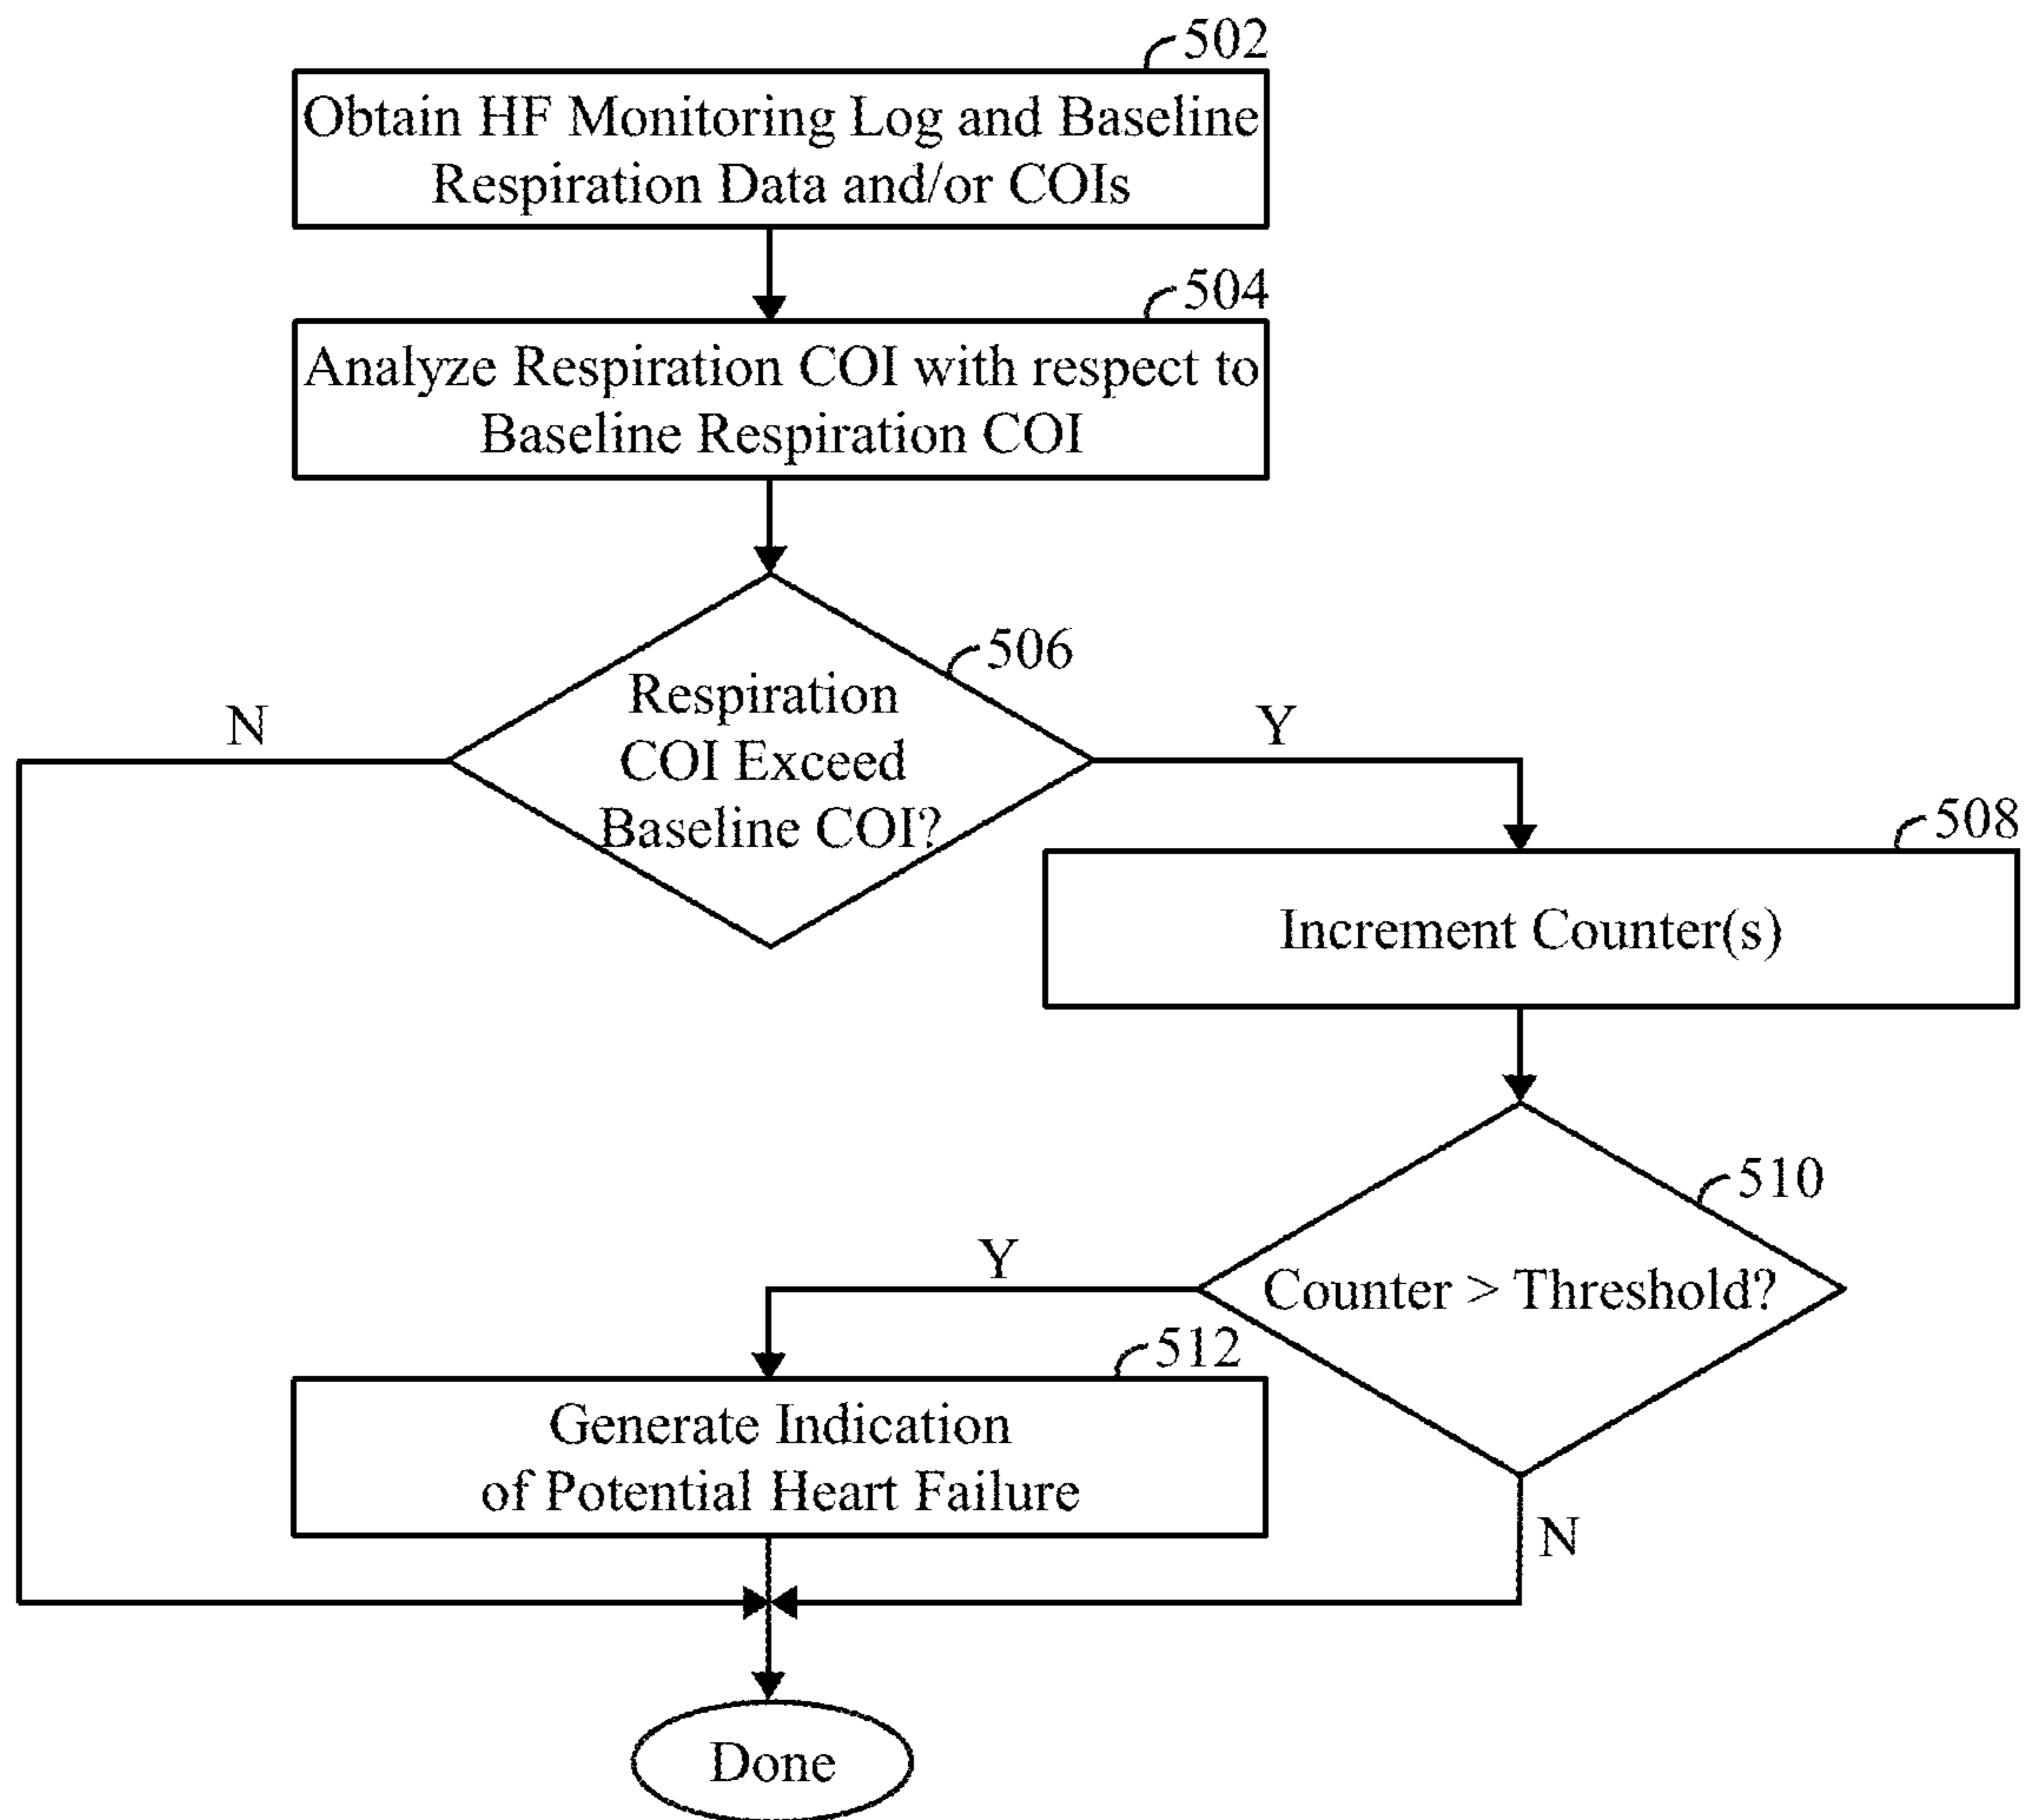 502
Obtain HF Monitoring Log and Baseline
Respiration Data and/or COIs
504
Analyze Respiration COI with respect to
Baseline Respiration COI
506
Respiration
COI Exceed
Baseline COI?
N
Y
508
Increment Counter(s)
510
Counter > Threshold?
Y
512
Generate Indication
of Potential Heart Failure
N
Done